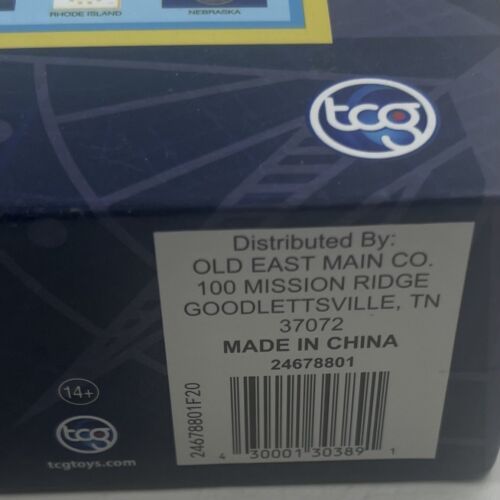 RHODE ISLAND
NEBRASKA
tcg
Distributed By:
OLD EAST MAIN CO.
100 MISSION RIDGE
GOODLETTSVILLE, TN
37072
MADE IN CHINA
24678801
24678801F20
4 30001 30389 1
14+
tcg
tcgtoys.com